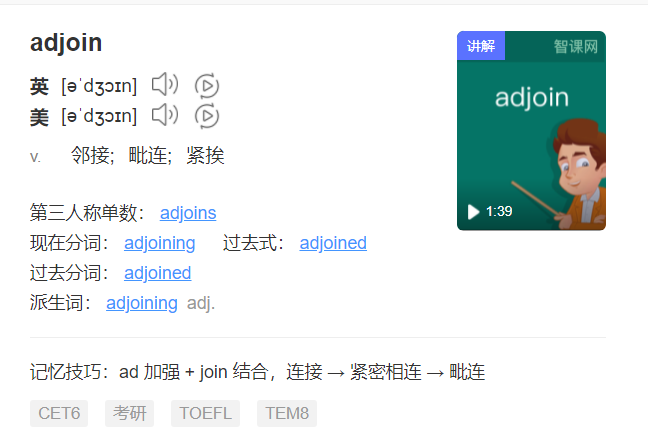 adjoin
英 [əˈdʒɔɪn]
美 [əˈdʒɔɪn]
v. 邻接; 毗连; 紧挨
第三人称单数: adjoins
现在分词: adjoining 过去式: adjoined
过去分词: adjoined
派生词: adjoining adj.
记忆技巧: ad 加强 + join 结合，连接 → 紧密相连 → 毗连
CET6 考研 TOEFL TEM8
讲解 智课网
adjoin
1:39